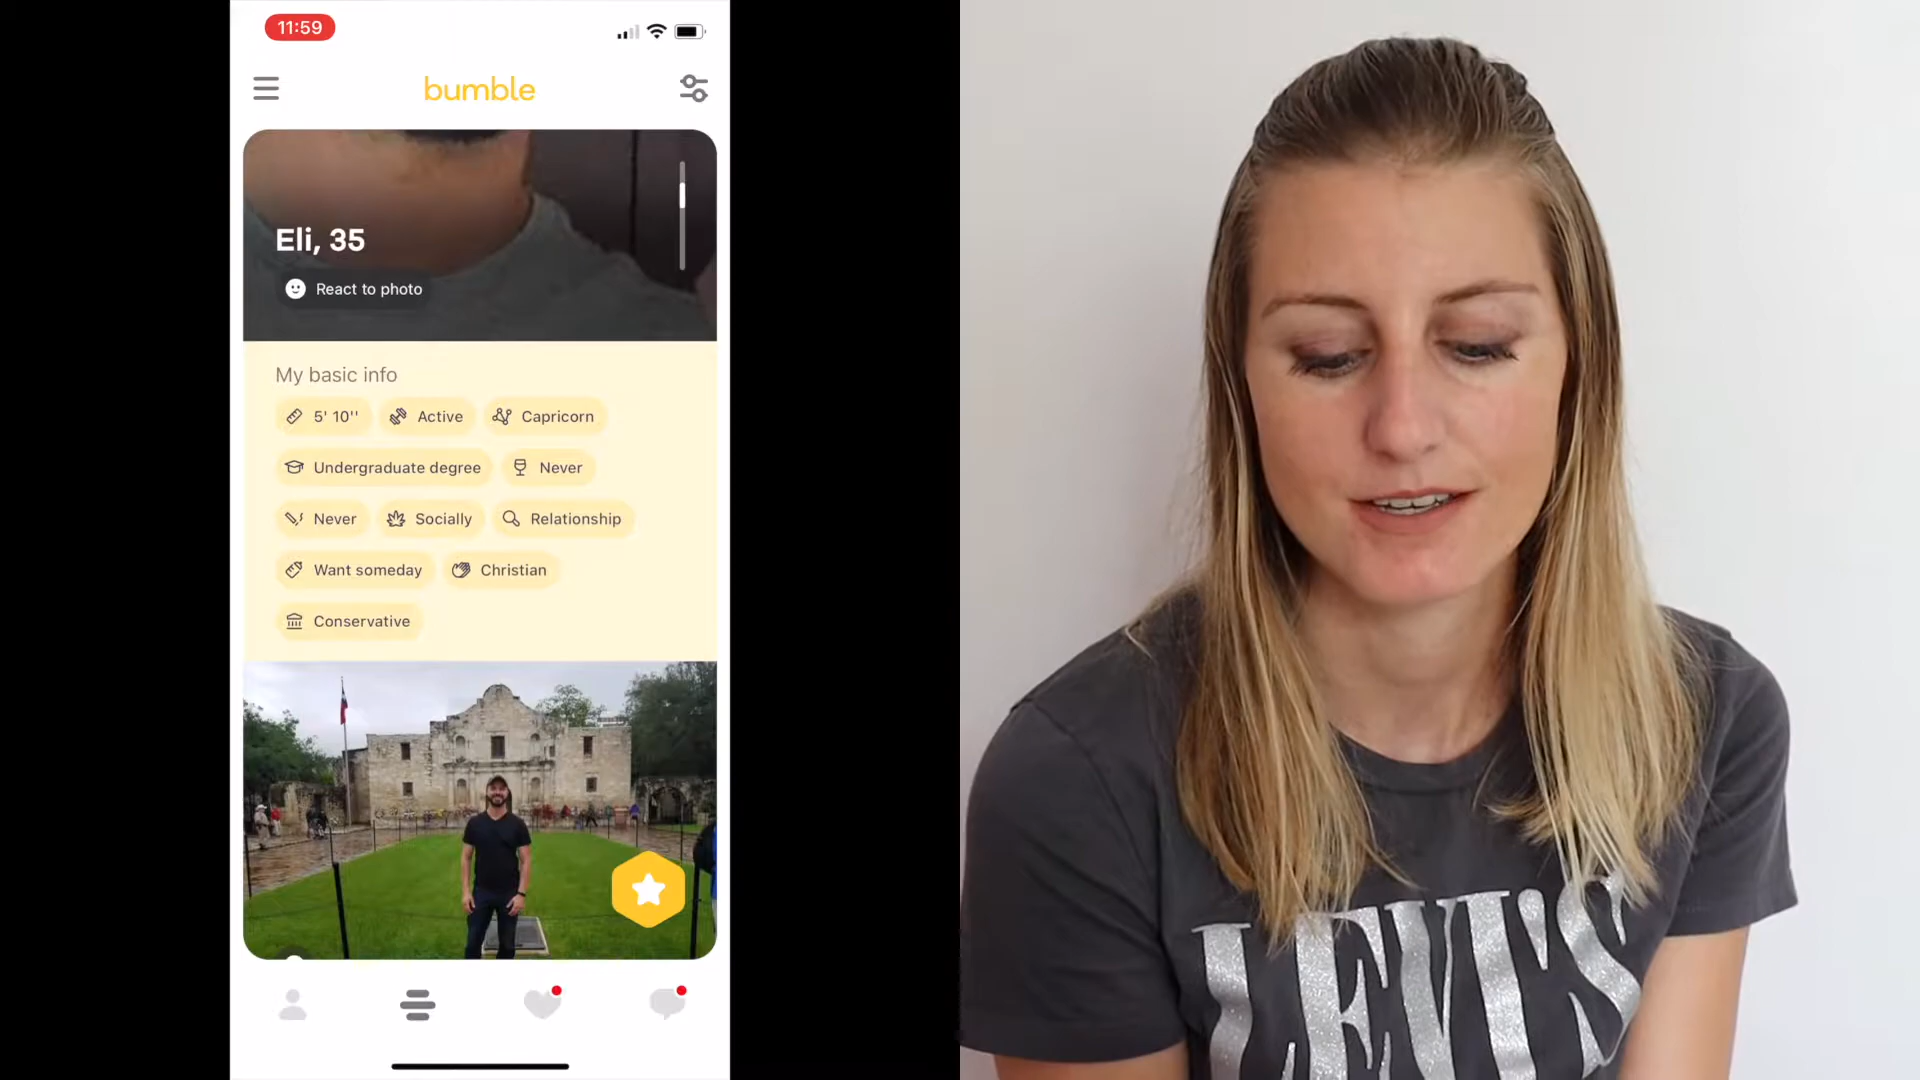 11:59
bumble
Eli, 35
React to photo
My basic info
5' 10''
Active
Capricorn
Undergraduate degree
Never
Never
Socially
Relationship
Want someday
Christian
Conservative
LEVI'S